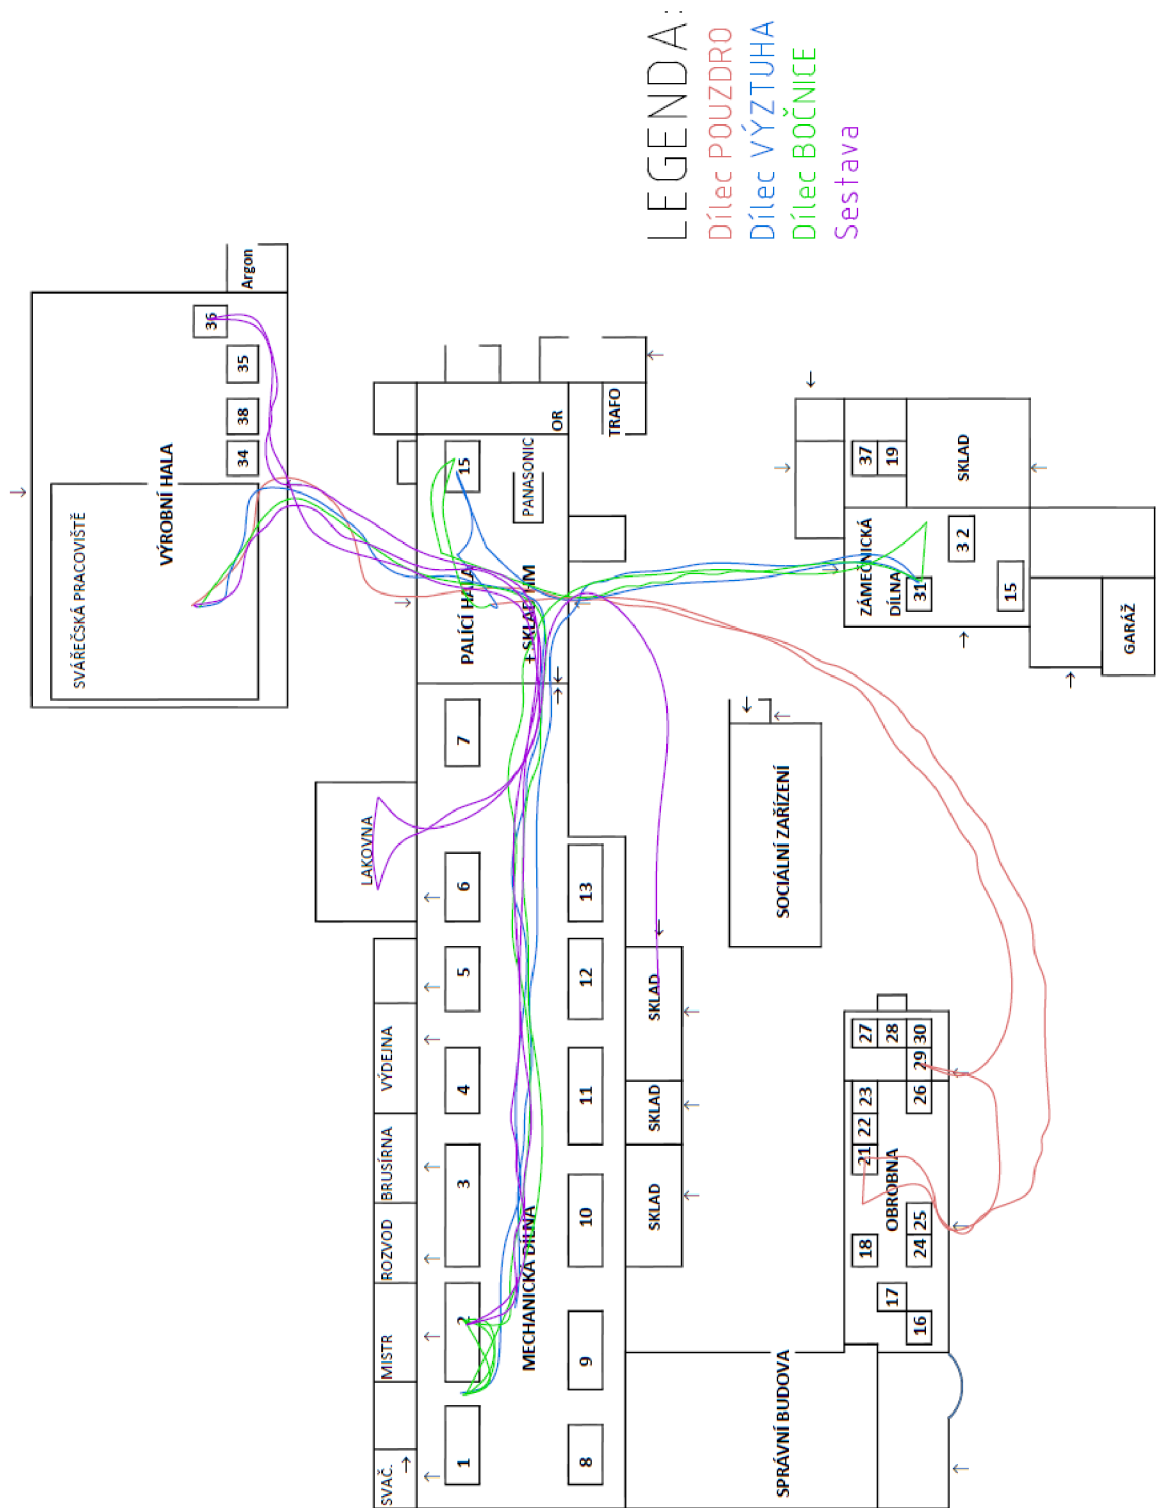 LEGENDA:
Dílec POUZDRO
Dílec VÝZTUHA
Dílec BOČNICE
Sestava
SVÁŘEČSKÁ PRACOVIŠTĚ
VÝROBNÍ HALA
34
38
35
36
Argon
LAKOVNA
SVAČ.
MISTR
ROZVOD
BRUSÍRNA
VÝDEJNA
1
2
3
4
5
6
7
MECHANICKÁ DÍLNA
8
9
10
11
12
13
PALÍCÍ HALA
+ SKLAD HM
15
PANASONIC
OR
TRAFO
SKLAD
SKLAD
SKLAD
SOCIÁLNÍ ZAŘÍZENÍ
SPRÁVNÍ BUDOVA
OBROBNA
16
17
18
24
25
21
22
23
26
27
28
29
30
ZÁMEČNICKÁ
DÍLNA
31
32
15
37
19
SKLAD
GARÁŽ